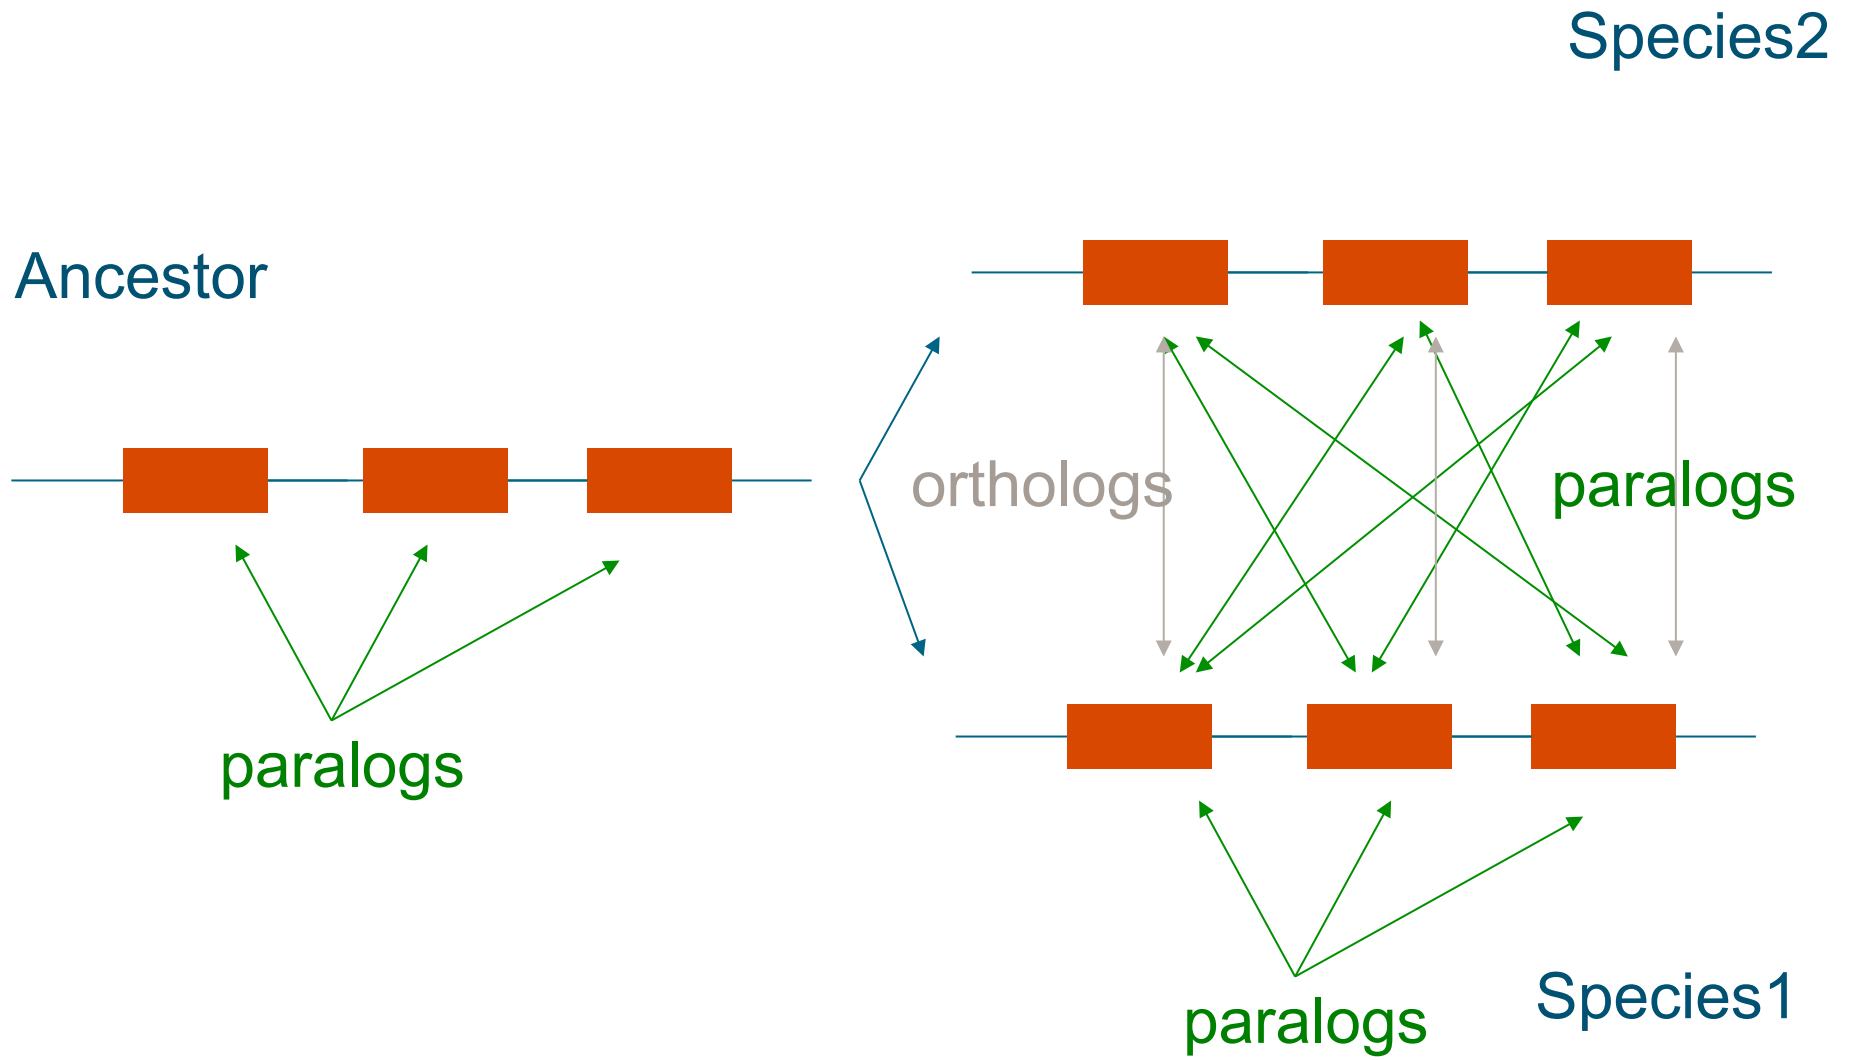 Species2
Ancestor
orthologs
paralogs
paralogs
Species1
paralogs